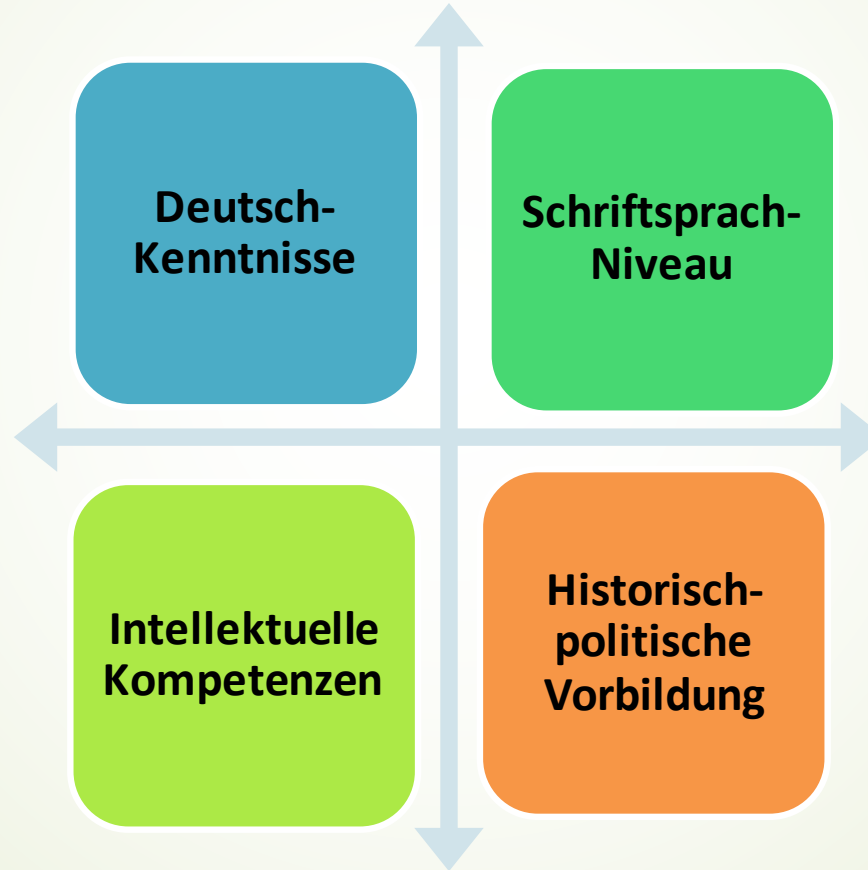 Deutsch-
Kenntnisse
Schriftsprach-
Niveau
Intellektuelle
Kompetenzen
Historisch-
politische
Vorbildung